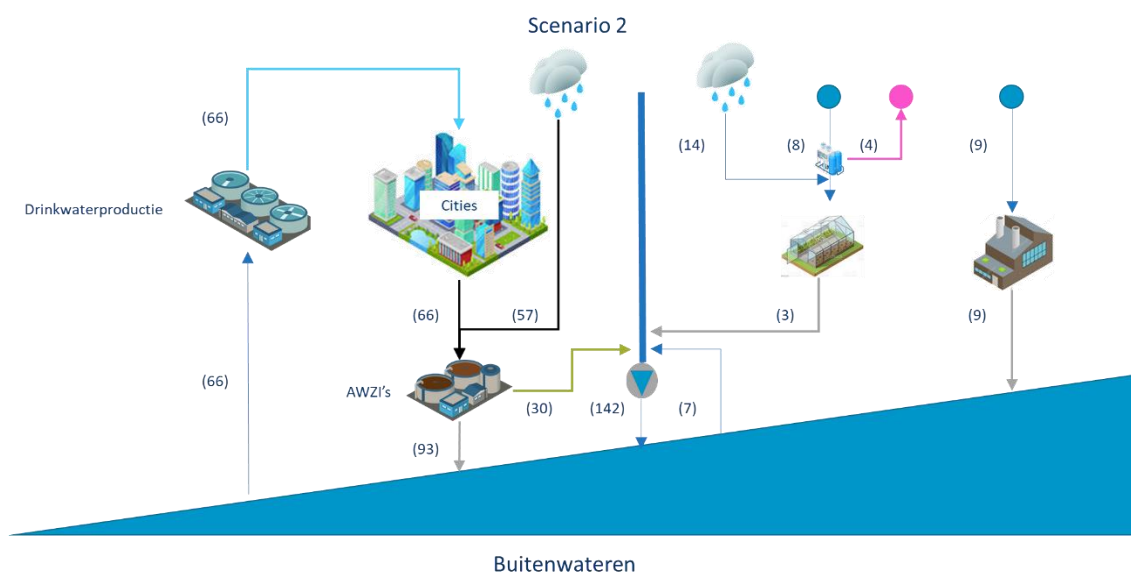 Scenario 2
(66)
(14)
(8)
(4)
(9)
Drinkwaterproductie
Cities
(66)
(57)
(3)
(9)
(66)
AWZI's
(30)
(142)
(7)
(93)
Buitenwateren